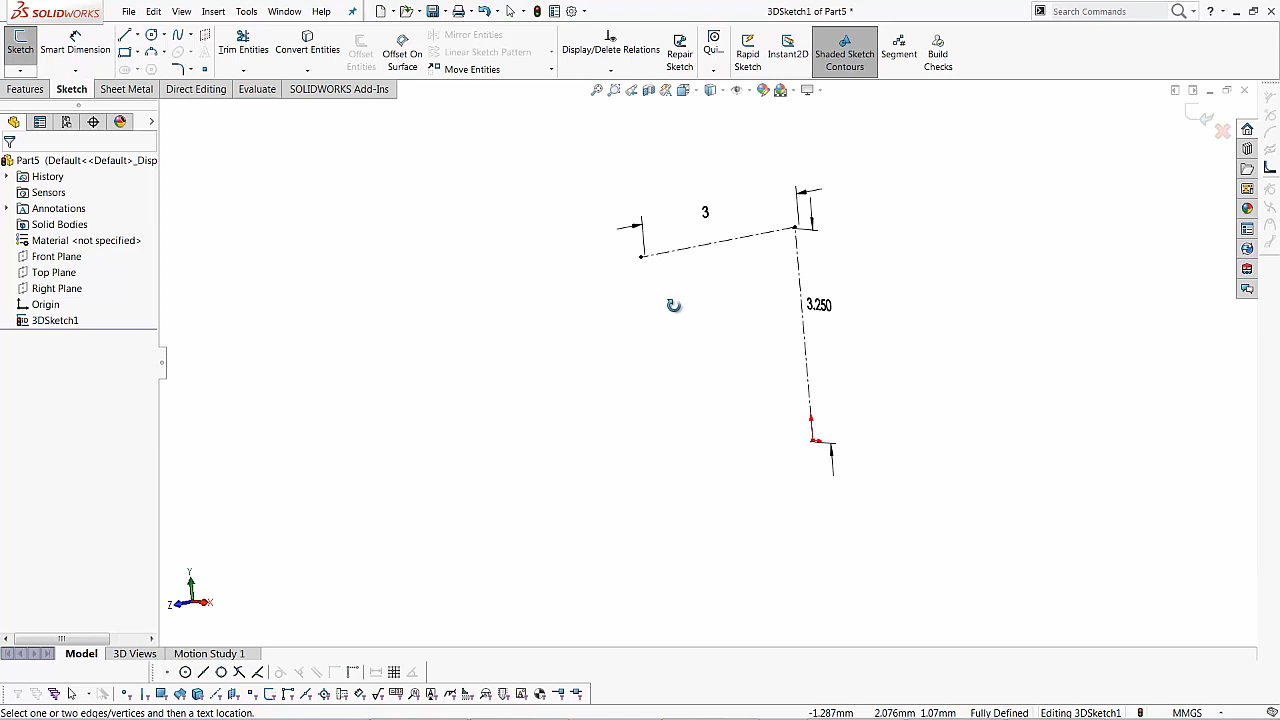 SOLIDWORKS File Edit View Insert Tools Window Help 3DSketch1 of Part5 * Search Commands ?
Sketch Smart Dimension Trim Entities Convert Entities Offset Entities Offset On Surface Mirror Entities Display/Delete Relations Repair Sketch Qui... Rapid Sketch Instant2D Shaded Sketch Contours Segment Build Checks
Linear Sketch Pattern
Move Entities
Features Sketch Sheet Metal Direct Editing Evaluate SOLIDWORKS Add-Ins
Part5 (Default<<Default>_Disp
History
Sensors
Annotations
Solid Bodies
Material <not specified>
Front Plane
Top Plane
Right Plane
Origin
3DSketch1
3
3.250
Y
Z X
Model 3D Views Motion Study 1
Select one or two edges/vertices and then a text location. -1.287mm 2.076mm 1.07mm Fully Defined Editing 3DSketch1 MMGS -